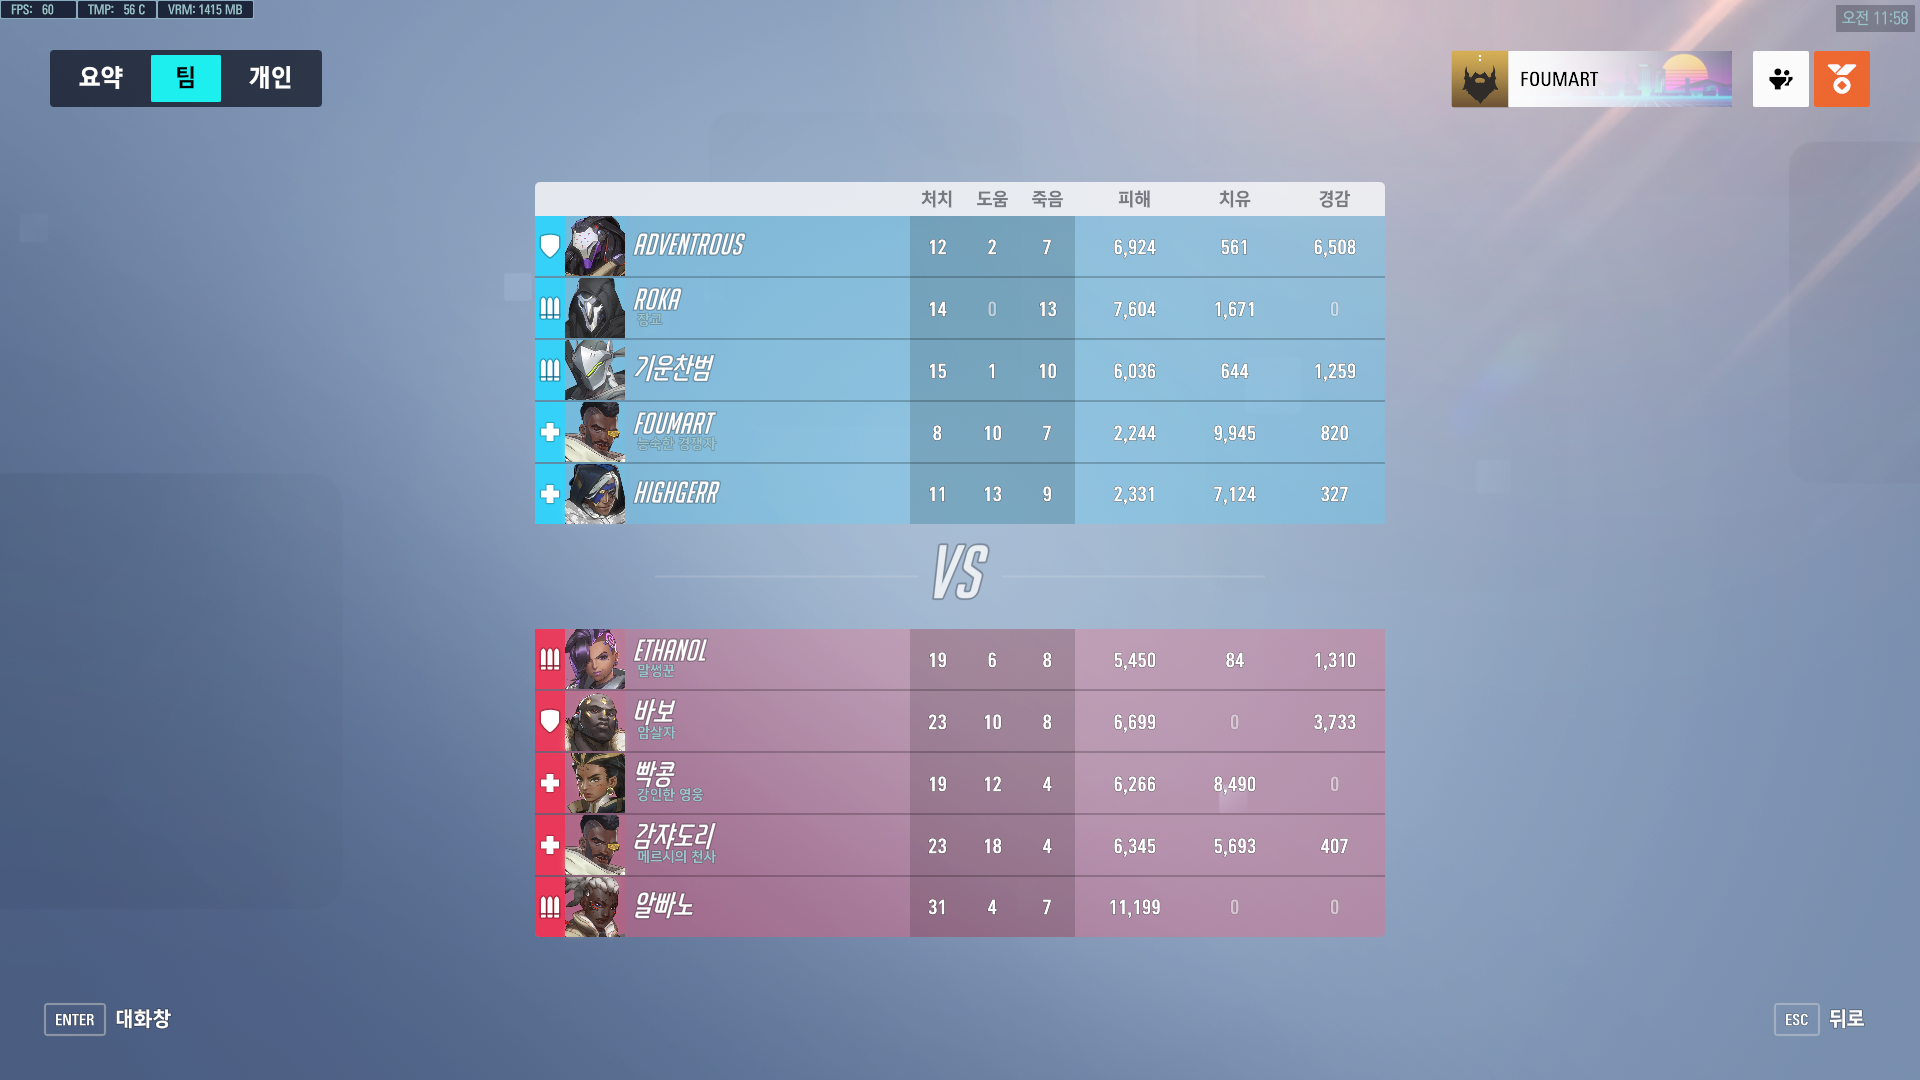 FPS: 60 TMP: 56 C VRM: 1415 MB
오전 11:58
요약 팀 개인
FOUMART
처치 도움 죽음 피해 치유 경감
ADVENTROUS 12 2 7 6,924 561 6,508
ROKA 14 0 13 7,604 1,671 0
장교
기운찬범 15 1 10 6,036 644 1,259
FOUMART 8 10 7 2,244 9,945 820
능숙한 경쟁자
HIGHGERR 11 13 9 2,331 7,124 327
VS
ETHANOL 19 6 8 5,450 84 1,310
말썽꾼
바보 23 10 8 6,699 0 3,733
암살자
빡콩 19 12 4 6,266 8,490 0
강인한 영웅
감쟈도리 23 18 4 6,345 5,693 407
메르시의 천사
알빠노 31 4 7 11,199 0 0
ENTER 대화창
ESC 뒤로